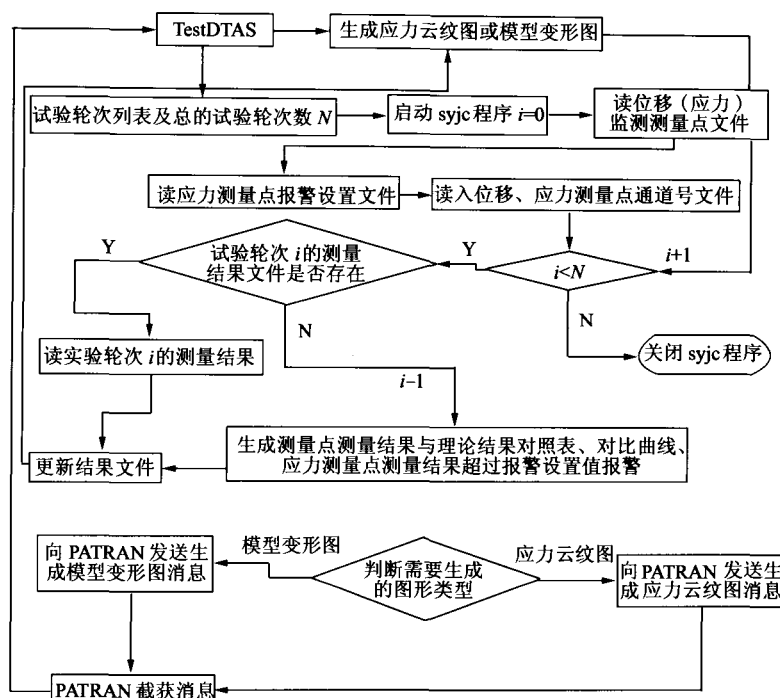 TestDTAS
生成应力云纹图或模型变形图
试验轮次列表及总的试验轮次数 N
启动 syjc 程序 i=0
读位移（应力）
监测测量点文件
读应力测量点报警设置文件
读入位移、应力测量点通道号文件
Y
试验轮次 i 的测量
结果文件是否存在
Y
i<N
i+1
N
N
读实验轮次 i 的测量结果
关闭 syjc 程序
i−1
更新结果文件
生成测量点测量结果与理论结果对照表、对比曲线、
应力测量点测量结果超过报警设置值报警
向 PATRAN 发送生
成模型变形图消息
模型变形图
判断需要生成
的图形类型
应力云纹图
向 PATRAN 发送生
成应力云纹图消息
PATRAN 截获消息